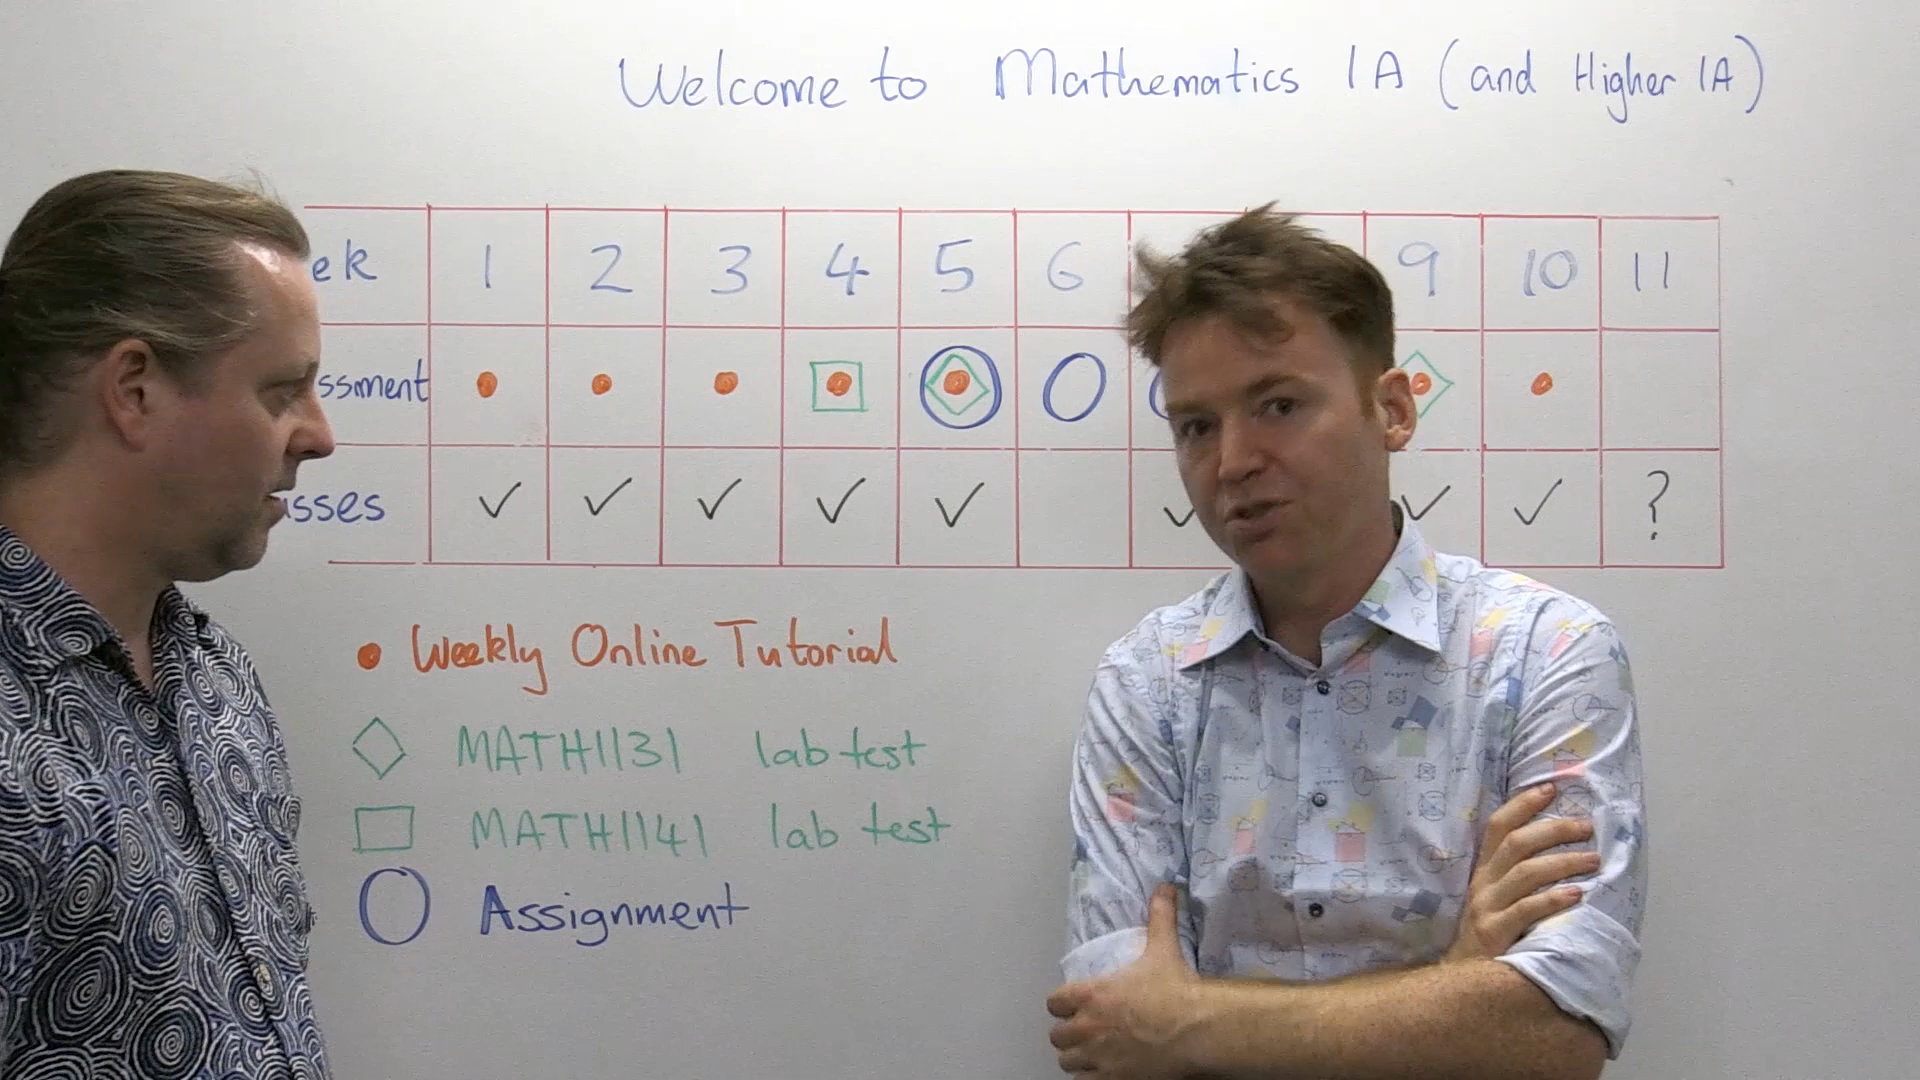 Welcome to Mathematics 1A (and Higher 1A)
ek 1 2 3 4 5 6 9 10 11
ssment
sses ✓ ✓ ✓ ✓ ✓ ✓ ✓ ✓ ?
Weekly Online Tutorial
MATH1131 lab test
MATH1141 lab test
Assignment